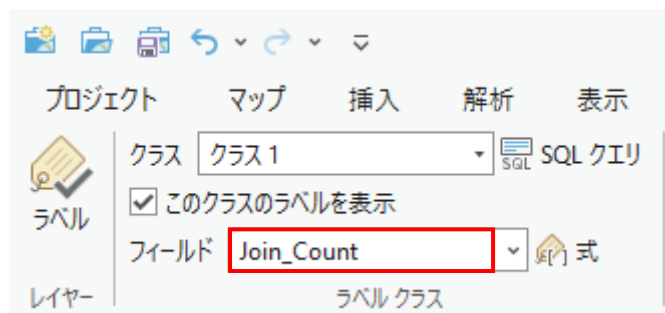 プロジェクト マップ 挿入 解析 表示
クラス クラス 1 SQL SQL クエリ
このクラスのラベルを表示
ラベル
フィールド Join_Count 式
レイヤー ラベル クラス